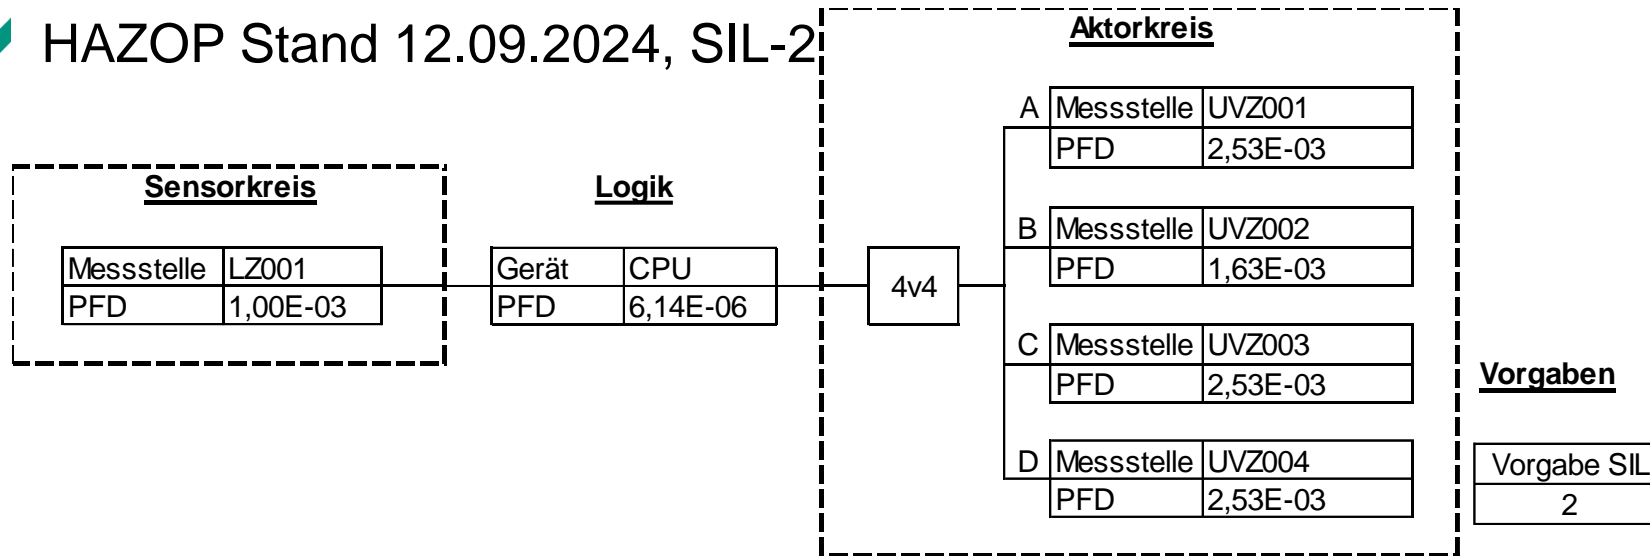 HAZOP Stand 12.09.2024, SIL-2
Aktorkreis
A Messstelle UVZ001
PFD 2,53E-03
Sensorkreis
Logik
B Messstelle UVZ002
PFD 1,63E-03
Messstelle LZ001
PFD 1,00E-03
Gerät CPU
PFD 6,14E-06
4v4
C Messstelle UVZ003
PFD 2,53E-03
Vorgaben
D Messstelle UVZ004
PFD 2,53E-03
Vorgabe SIL
2